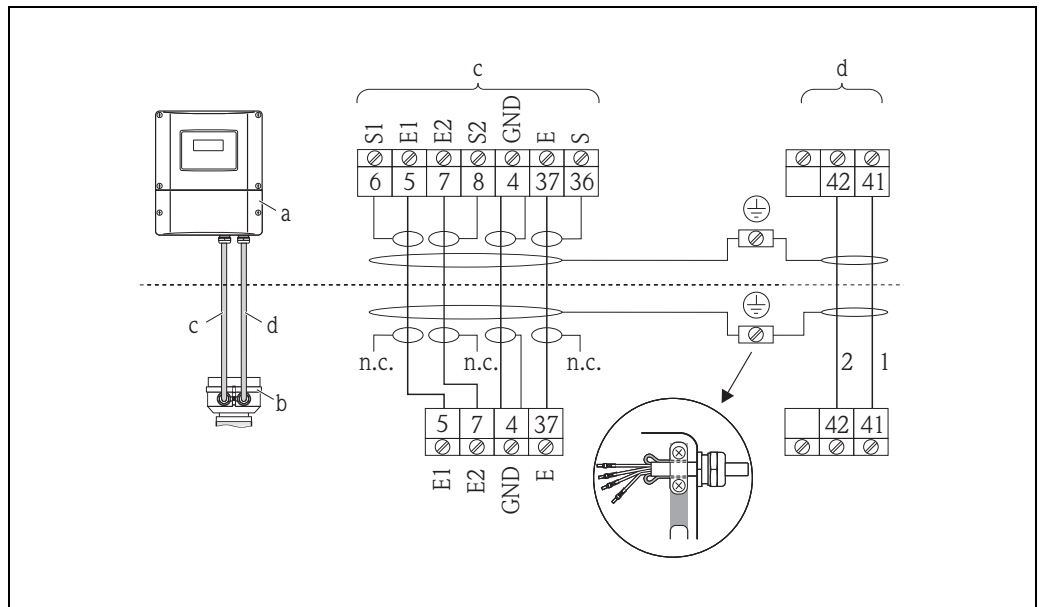 c
d
S1 E1 E2 S2 GND E S
6 5 7 8 4 37 36
42 41
a
c
d
b
n.c. n.c. n.c.
2 1
5 7 4 37
42 41
E1 E2 GND E